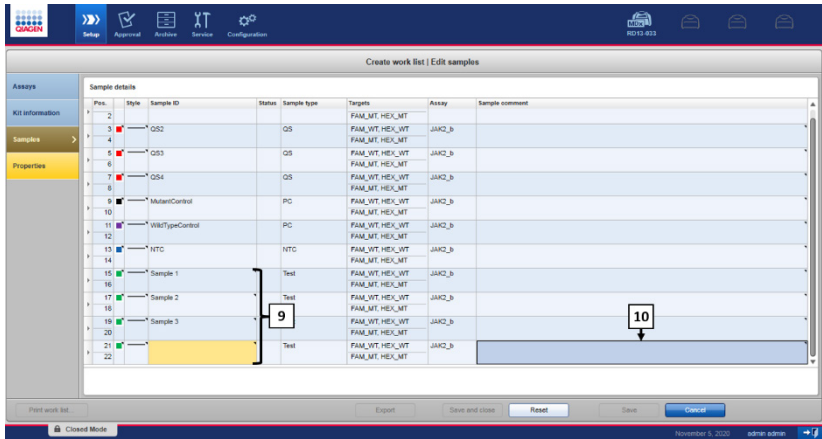 QIAGEN
Setup Approval Archive Service Configuration
MDx
RD13-933
Create work list | Edit samples
Assays
Kit information
Samples
Properties
Sample details
Pos. Style Sample ID Status Sample type Targets Assay Sample comment
2 FAM_MT, HEX_MT
3 QS2 QS FAM_WT, HEX_WT JAK2_b
4 FAM_MT, HEX_MT
5 QS3 QS FAM_WT, HEX_WT JAK2_b
6 FAM_MT, HEX_MT
7 QS4 QS FAM_WT, HEX_WT JAK2_b
8 FAM_MT, HEX_MT
9 MutantControl PC FAM_WT, HEX_WT JAK2_b
10 FAM_MT, HEX_MT
11 WildTypeControl PC FAM_WT, HEX_WT JAK2_b
12 FAM_MT, HEX_MT
13 NTC NTC FAM_WT, HEX_WT JAK2_b
14 FAM_MT, HEX_MT
15 Sample 1 Test FAM_WT, HEX_WT JAK2_b
16 FAM_MT, HEX_MT
17 Sample 2 Test FAM_WT, HEX_WT JAK2_b
18 FAM_MT, HEX_MT
19 Sample 3 Test FAM_WT, HEX_WT JAK2_b
20 FAM_MT, HEX_MT
21 Test FAM_WT, HEX_WT JAK2_b
22 FAM_MT, HEX_MT
9
10
Print work list... Export Save and close Reset Save Cancel
Closed Mode November 5, 2020 admin admin